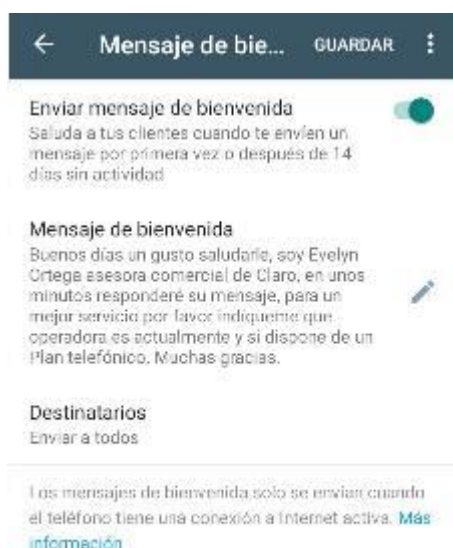 Mensaje de bie... GUARDAR
Enviar mensaje de bienvenida
Saluda a tus clientes cuando te envíen un
mensaje por primera vez o después de 14
días sin actividad
Mensaje de bienvenida
Buenos días un gusto saludarle, soy Evelyn
Ortega asesora comercial de Claro, en unos
minutos responderé su mensaje, para un
mejor servicio por favor indíqueme que
operadora es actualmente y si dispone de un
Plan telefónico. Muchas gracias.
Destinatarios
Enviar a todos
Los mensajes de bienvenida solo se envían cuando
el teléfono tiene una conexión a Internet activa. Más
información